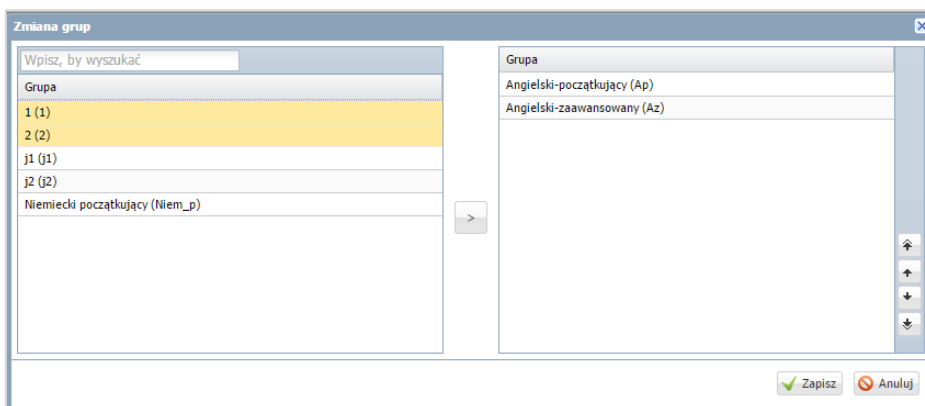 Zmiana grup
Wpisz, by wyszukać
Grupa
1 (1)
2 (2)
j1 (j1)
j2 (j2)
Niemiecki początkujący (Niem_p)
>
Grupa
Angielski-początkujący (Ap)
Angielski-zaawansowany (Az)
Zapisz
Anuluj